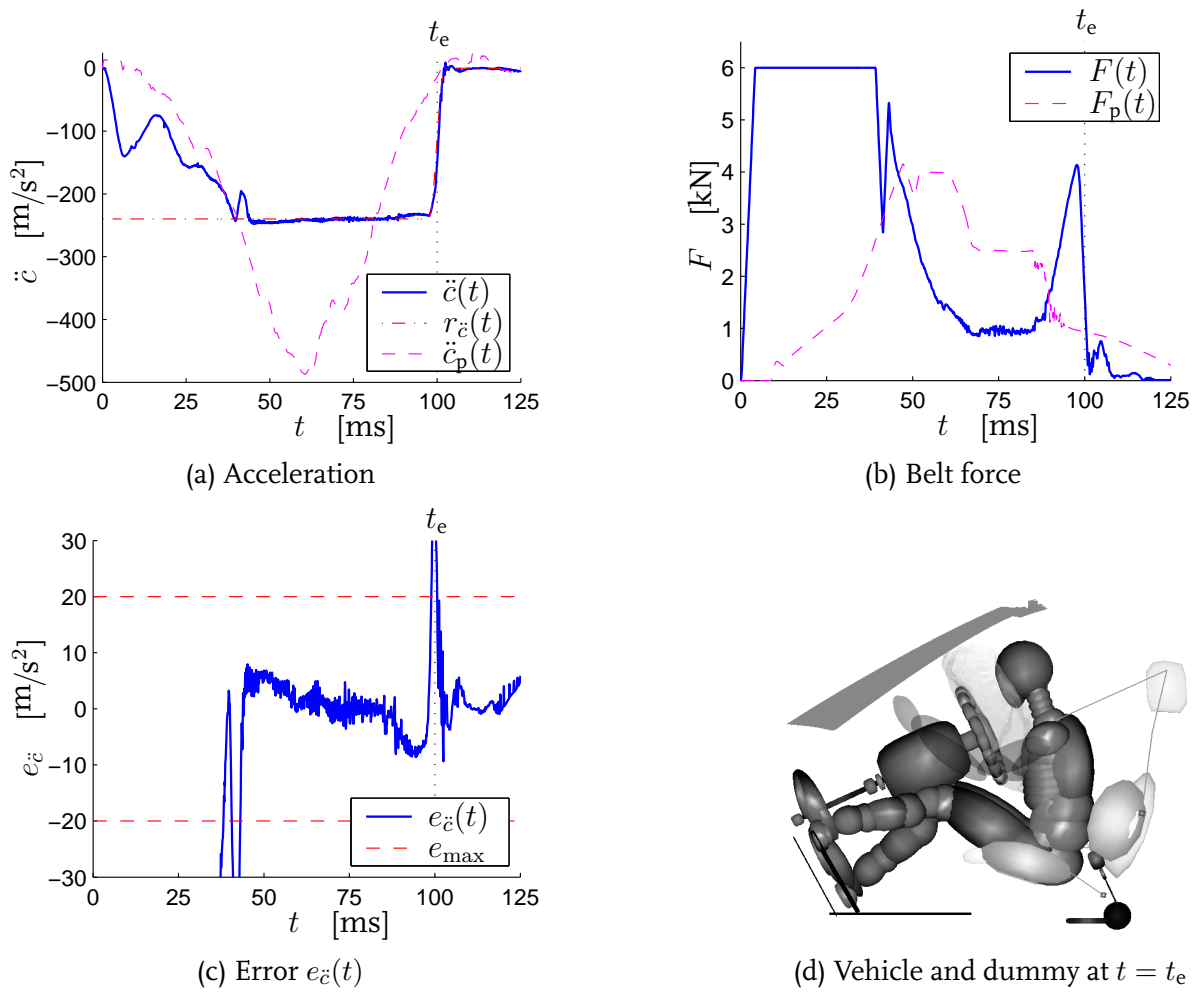 t_e
0
−100
−200
−300
−400
−500
c̈ [m/s²]
c̈(t)
r_c̈(t)
c̈_p(t)
0 25 50 75 100 125
t [ms]
(a) Acceleration
t_e
6
5
4
3
2
1
0
F [kN]
F(t)
F_p(t)
0 25 50 75 100 125
t [ms]
(b) Belt force
t_e
30
20
10
0
−10
−20
−30
e_c̈ [m/s²]
e_c̈(t)
e_max
0 25 50 75 100 125
t [ms]
(c) Error e_c̈(t)
(d) Vehicle and dummy at t = t_e